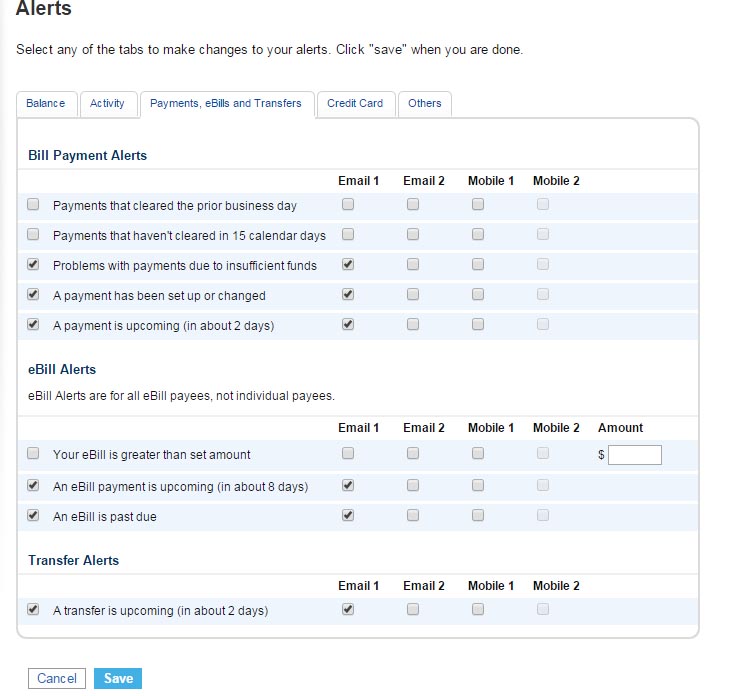 Alerts
Select any of the tabs to make changes to your alerts. Click "save" when you are done.
Balance Activity Payments, eBills and Transfers Credit Card Others
Bill Payment Alerts
Email 1 Email 2 Mobile 1 Mobile 2
Payments that cleared the prior business day
Payments that haven't cleared in 15 calendar days
Problems with payments due to insufficient funds
A payment has been set up or changed
A payment is upcoming (in about 2 days)
eBill Alerts
eBill Alerts are for all eBill payees, not individual payees.
Email 1 Email 2 Mobile 1 Mobile 2 Amount
Your eBill is greater than set amount $
An eBill payment is upcoming (in about 8 days)
An eBill is past due
Transfer Alerts
Email 1 Email 2 Mobile 1 Mobile 2
A transfer is upcoming (in about 2 days)
Cancel Save